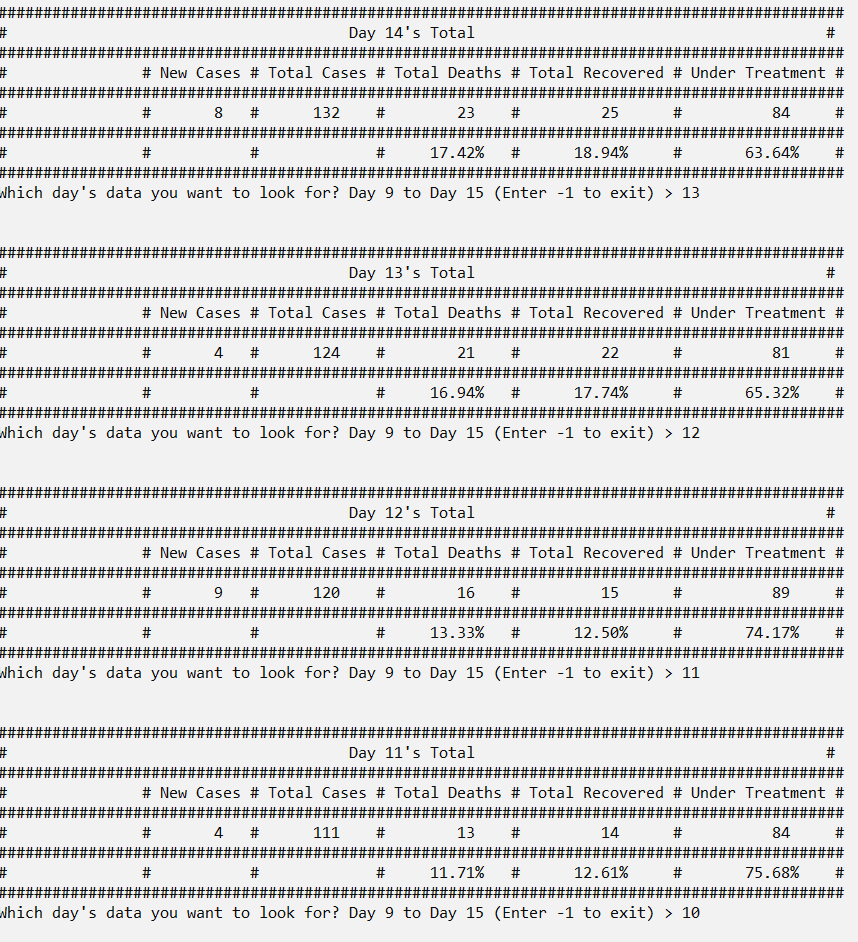 ##############################################################################################
#                                      Day 14's Total                                       #
##############################################################################################
#               # New Cases # Total Cases # Total Deaths # Total Recovered # Under Treatment #
##############################################################################################
#               #       8   #      132    #        23    #         25      #          84     #
##############################################################################################
#               #           #             #     17.42%   #      18.94%     #       63.64%    #
##############################################################################################
Which day's data you want to look for? Day 9 to Day 15 (Enter -1 to exit) > 13
##############################################################################################
#                                      Day 13's Total                                       #
##############################################################################################
#               # New Cases # Total Cases # Total Deaths # Total Recovered # Under Treatment #
##############################################################################################
#               #       4   #      124    #        21    #         22      #          81     #
##############################################################################################
#               #           #             #     16.94%   #      17.74%     #       65.32%    #
##############################################################################################
Which day's data you want to look for? Day 9 to Day 15 (Enter -1 to exit) > 12
##############################################################################################
#                                      Day 12's Total                                       #
##############################################################################################
#               # New Cases # Total Cases # Total Deaths # Total Recovered # Under Treatment #
##############################################################################################
#               #       9   #      120    #        16    #         15      #          89     #
##############################################################################################
#               #           #             #     13.33%   #      12.50%     #       74.17%    #
##############################################################################################
Which day's data you want to look for? Day 9 to Day 15 (Enter -1 to exit) > 11
##############################################################################################
#                                      Day 11's Total                                       #
##############################################################################################
#               # New Cases # Total Cases # Total Deaths # Total Recovered # Under Treatment #
##############################################################################################
#               #       4   #      111    #        13    #         14      #          84     #
##############################################################################################
#               #           #             #     11.71%   #      12.61%     #       75.68%    #
##############################################################################################
Which day's data you want to look for? Day 9 to Day 15 (Enter -1 to exit) > 10